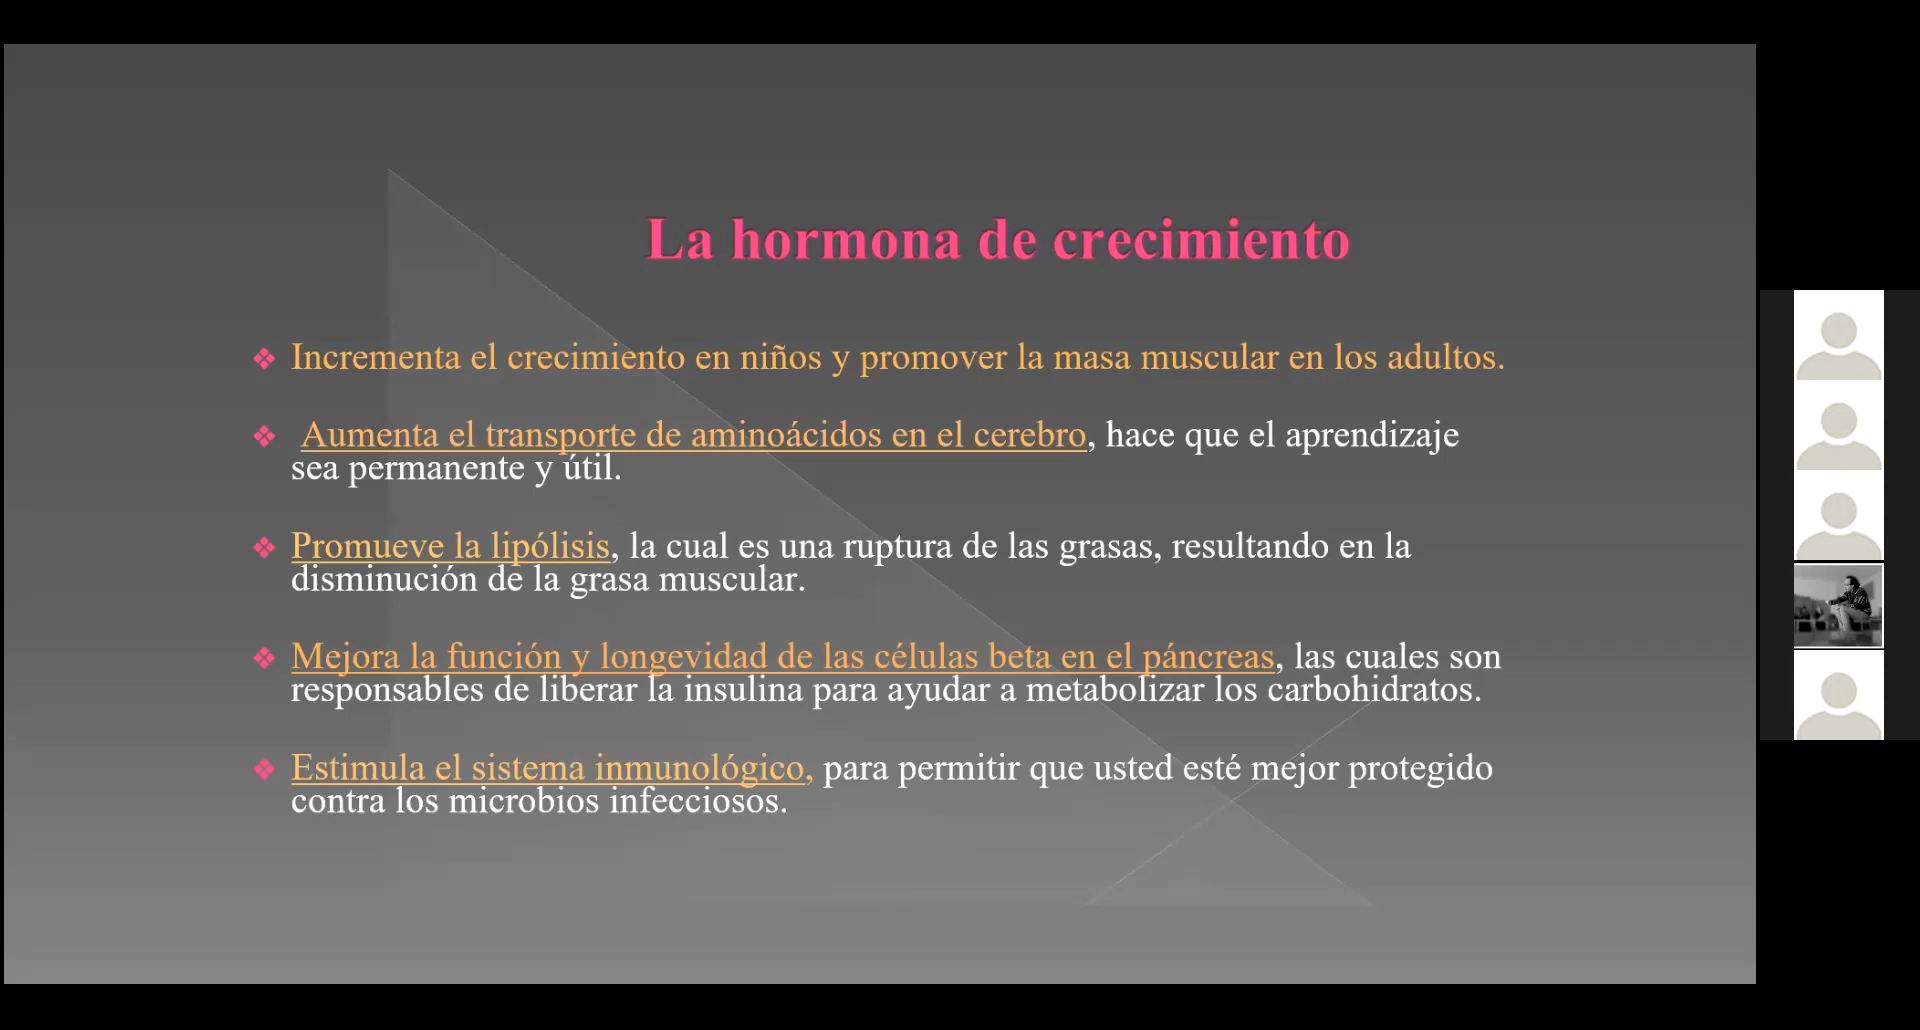 La hormona de crecimiento
Incrementa el crecimiento en niños y promover la masa muscular en los adultos.
Aumenta el transporte de aminoácidos en el cerebro, hace que el aprendizaje
sea permanente y útil.
Promueve la lipólisis, la cual es una ruptura de las grasas, resultando en la
disminución de la grasa muscular.
Mejora la función y longevidad de las células beta en el páncreas, las cuales son
responsables de liberar la insulina para ayudar a metabolizar los carbohidratos.
Estimula el sistema inmunológico, para permitir que usted esté mejor protegido
contra los microbios infecciosos.